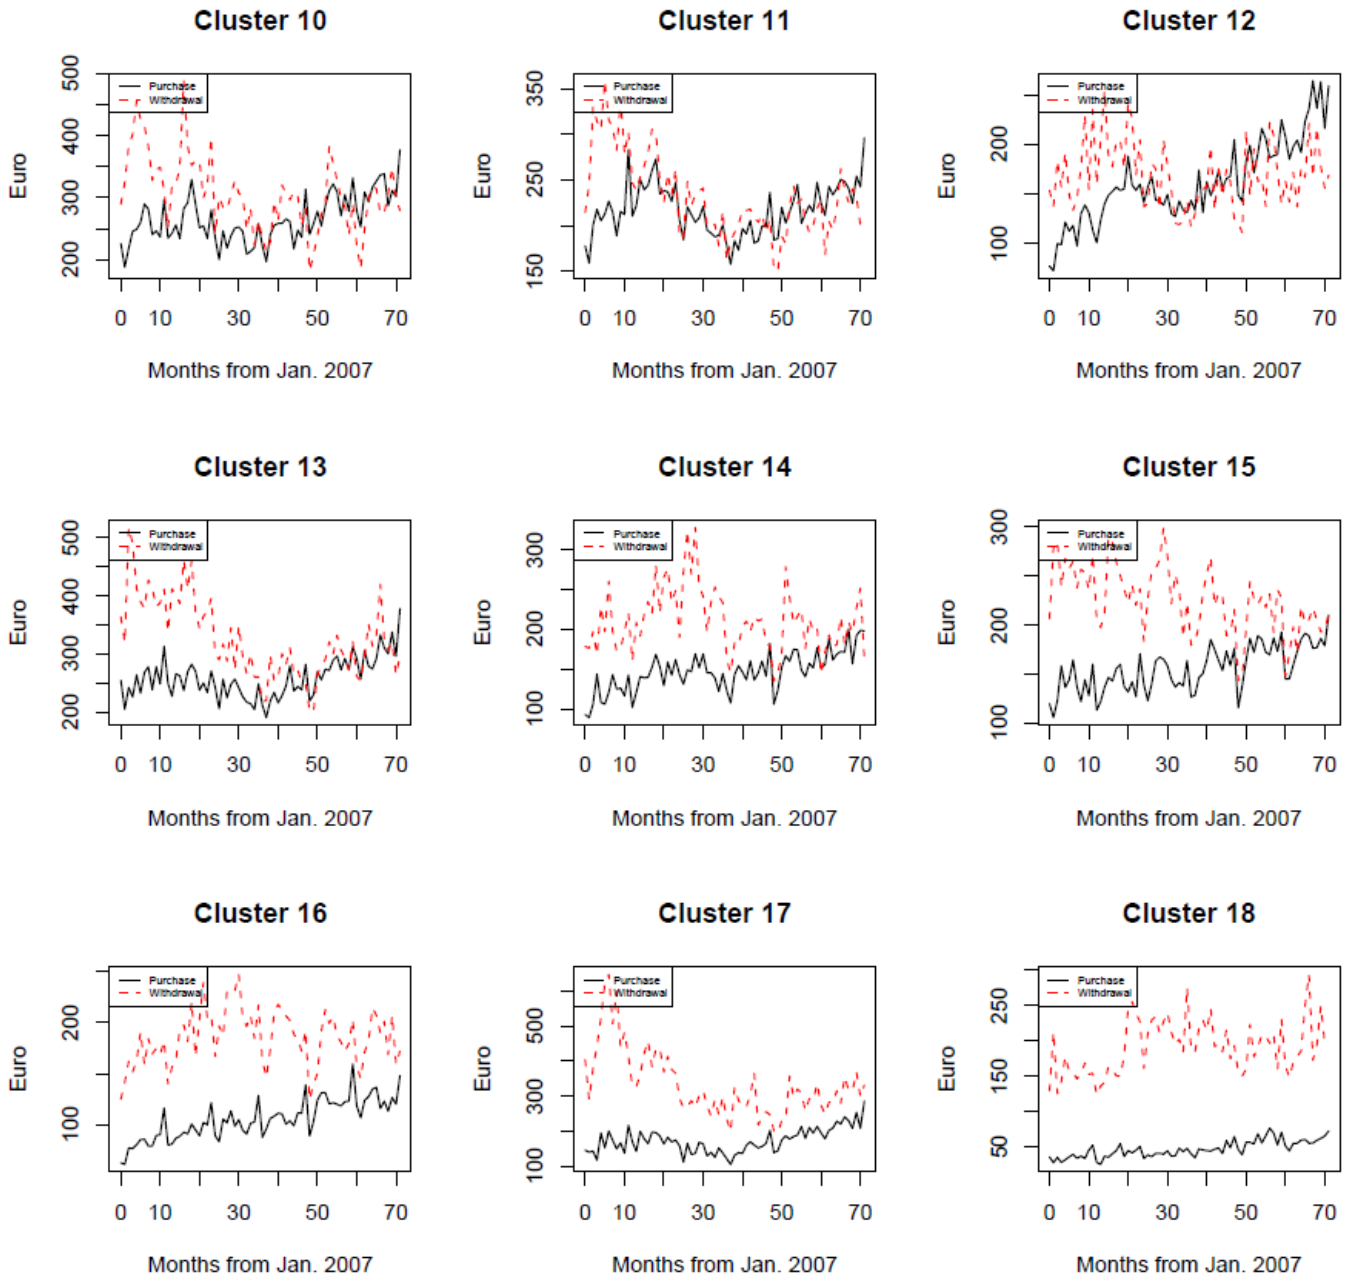 Cluster 10
Cluster 11
Cluster 12
Euro
500
400
300
200
Purchase
Withdrawal
0 10 30 50 70
Months from Jan. 2007
Euro
350
250
150
Purchase
Withdrawal
0 10 30 50 70
Months from Jan. 2007
Euro
200
100
Purchase
Withdrawal
0 10 30 50 70
Months from Jan. 2007
Cluster 13
Cluster 14
Cluster 15
Euro
500
400
300
200
Purchase
Withdrawal
0 10 30 50 70
Months from Jan. 2007
Euro
300
200
100
Purchase
Withdrawal
0 10 30 50 70
Months from Jan. 2007
Euro
300
200
100
Purchase
Withdrawal
0 10 30 50 70
Months from Jan. 2007
Cluster 16
Cluster 17
Cluster 18
Euro
200
100
Purchase
Withdrawal
0 10 30 50 70
Months from Jan. 2007
Euro
500
300
100
Purchase
Withdrawal
0 10 30 50 70
Months from Jan. 2007
Euro
250
150
50
Purchase
Withdrawal
0 10 30 50 70
Months from Jan. 2007